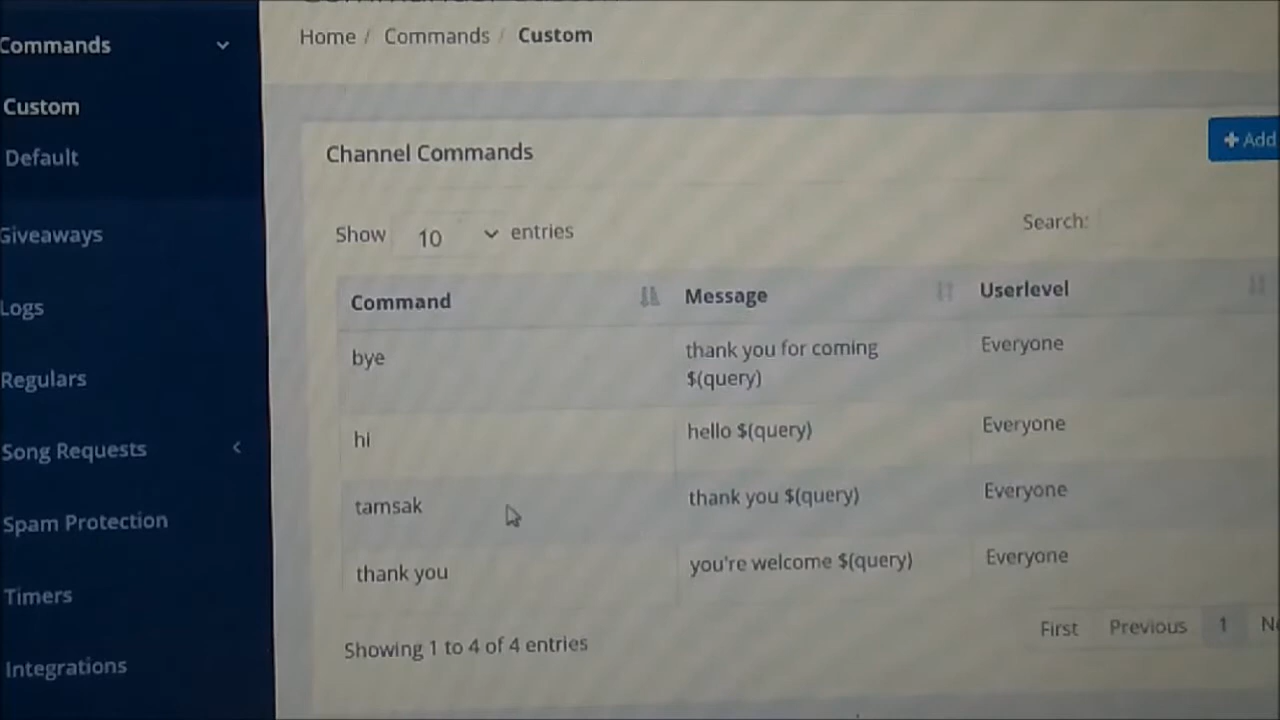 Commands
Custom
Default
Giveaways
Logs
Regulars
Song Requests
Spam Protection
Timers
Integrations
Home / Commands / Custom
Channel Commands
+ Add
Show 10 entries
Search:
Command Message Userlevel
bye thank you for coming $(query) Everyone
hi hello $(query) Everyone
tamsak thank you $(query) Everyone
thank you you're welcome $(query) Everyone
Showing 1 to 4 of 4 entries
First Previous 1